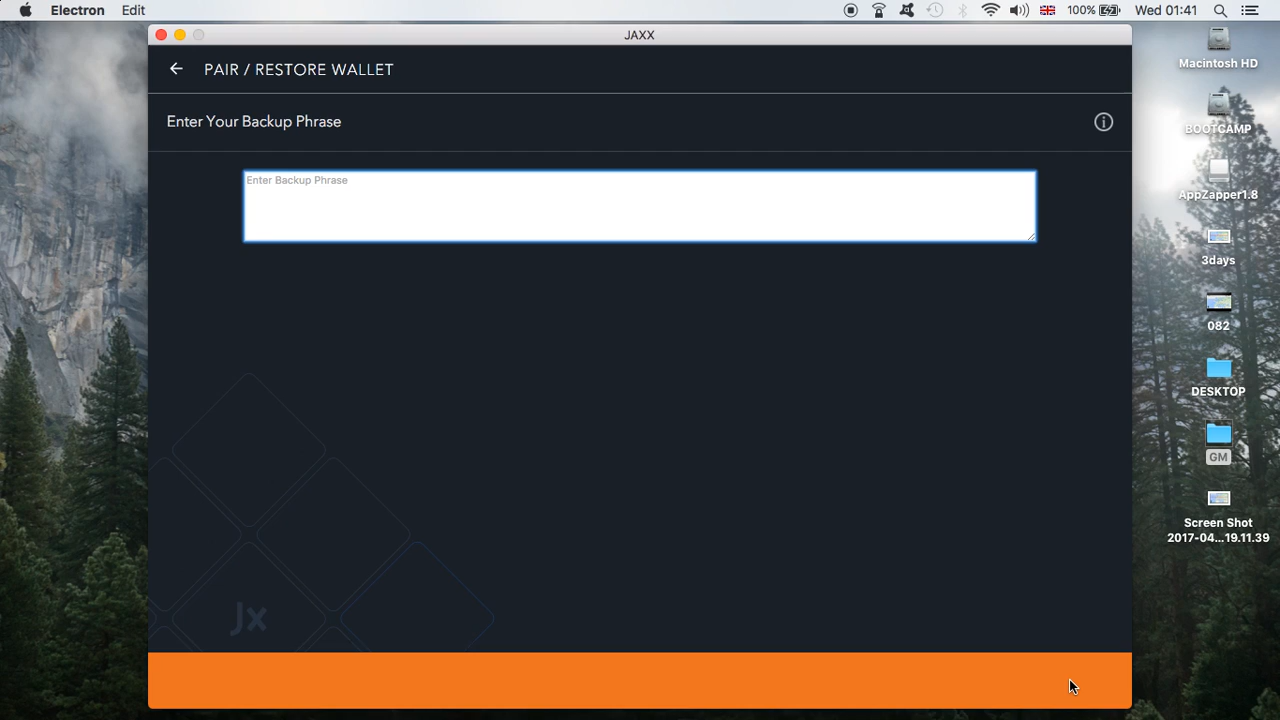 Electron Edit 100% Wed 01:41
JAXX
PAIR / RESTORE WALLET
Enter Your Backup Phrase
Enter Backup Phrase
Jx
Macintosh HD
BOOTCAMP
AppZapper1.8
3days
082
DESKTOP
GM
Screen Shot
2017-04...19.11.39